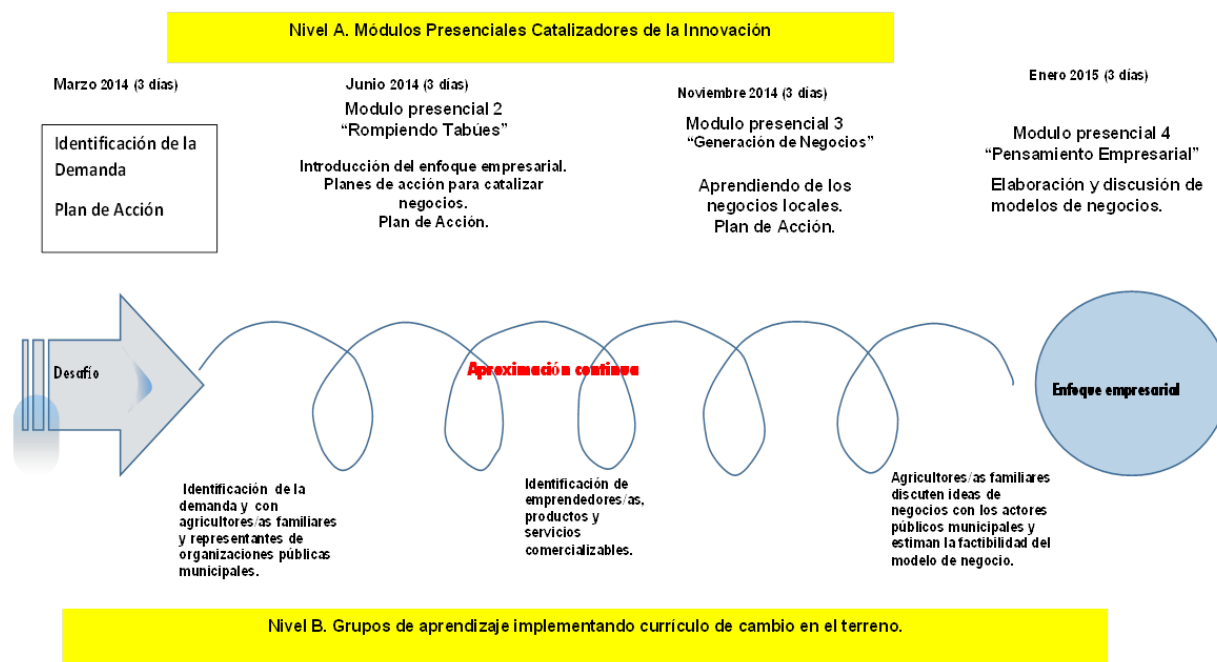 Nivel A. Módulos Presenciales Catalizadores de la Innovación
Marzo 2014 (3 días)
Identificación de la
Demanda
Plan de Acción
Junio 2014 (3 días)
Modulo presencial 2
“Rompiendo Tabúes”
Introducción del enfoque empresarial.
Planes de acción para catalizar
negocios.
Plan de Acción.
Noviembre 2014 (3 días)
Modulo presencial 3
“Generación de Negocios”
Aprendiendo de los
negocios locales.
Plan de Acción.
Enero 2015 (3 días)
Modulo presencial 4
“Pensamiento Empresarial”
Elaboración y discusión de
modelos de negocios.
Desafío
Aproximación continua
Enfoque empresarial
Identificación de la
demanda y con
agricultores/as familiares
y representantes de
organizaciones públicas
municipales.
Identificación de
emprendedores/as,
productos y
servicios
comercializables.
Agricultores/as familiares
discuten ideas de
negocios con los actores
públicos municipales y
estiman la factibilidad del
modelo de negocio.
Nivel B. Grupos de aprendizaje implementando currículo de cambio en el terreno.